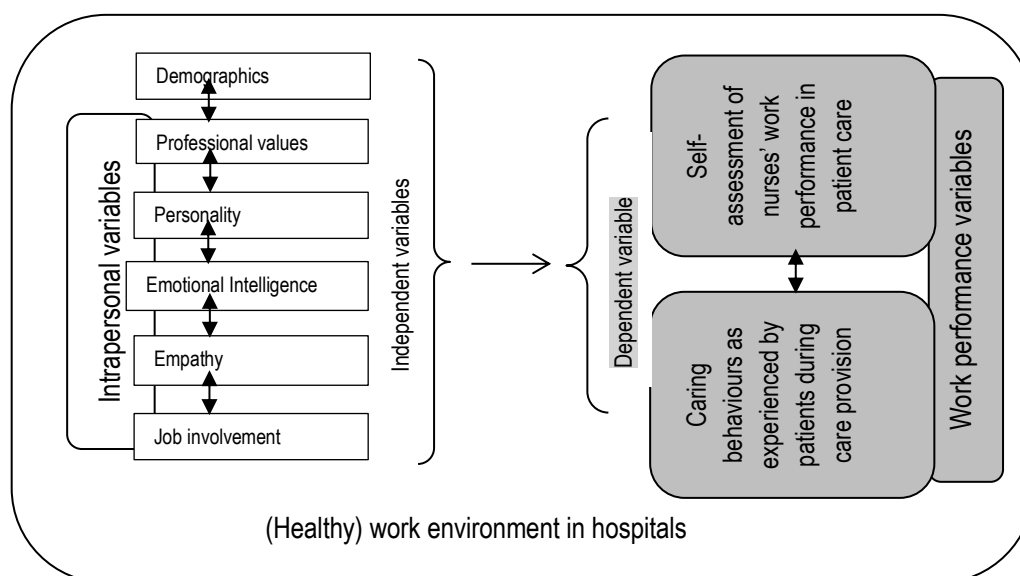 Demographics
Professional values
Personality
Emotional Intelligence
Empathy
Job involvement
Intrapersonal variables
Independent variables
Dependent variable
Self-
assessment of
nurses’ work
performance in
patient care
Caring
behaviours as
experienced by
patients during
care provision
Work performance variables
(Healthy) work environment in hospitals